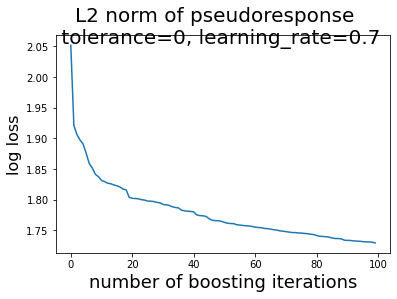 L2 norm of pseudoresponse
tolerance=0, learning_rate=0.7
2.05
2.00
1.95
1.90
1.85
1.80
1.75
log loss
0 20 40 60 80 100
number of boosting iterations